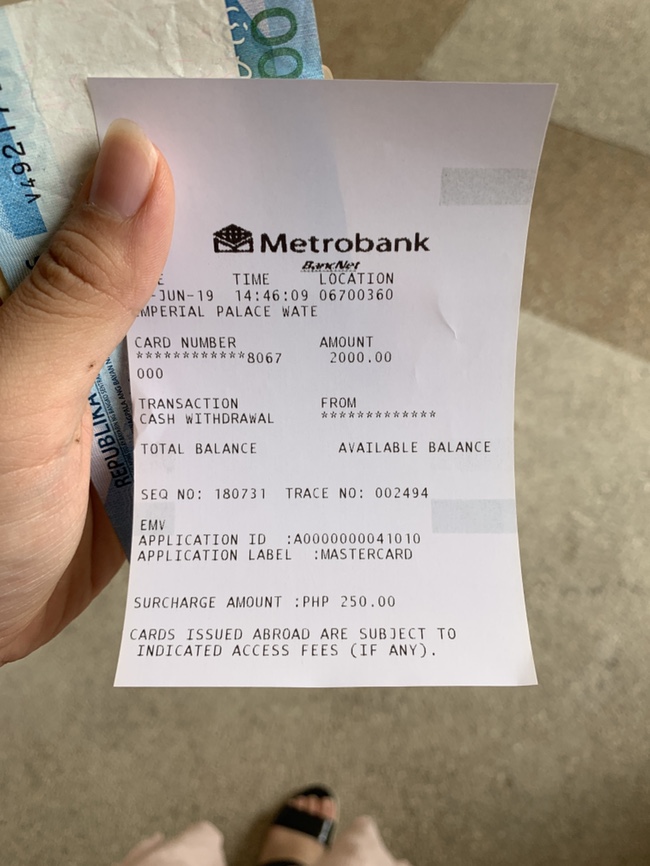 V4921
00
REPUBLIKA
Metrobank
BancNet
TIME LOCATION
-JUN-19 14:46:09 06700360
MPERIAL PALACE WATE
CARD NUMBER AMOUNT
************8067 2000.00
000
TRANSACTION FROM
CASH WITHDRAWAL *************
TOTAL BALANCE AVAILABLE BALANCE
SEQ NO: 180731 TRACE NO: 002494
EMV
APPLICATION ID :A0000000041010
APPLICATION LABEL :MASTERCARD
SURCHARGE AMOUNT :PHP 250.00
CARDS ISSUED ABROAD ARE SUBJECT TO
INDICATED ACCESS FEES (IF ANY).